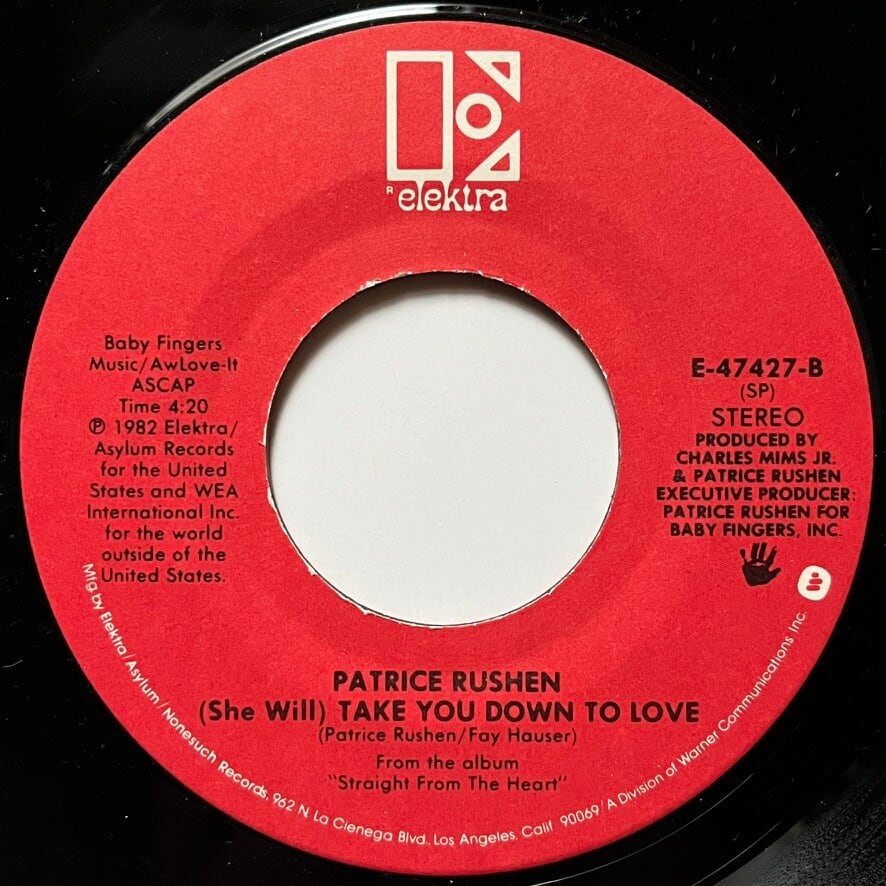 R elektra
Baby Fingers
Music/AwLove-It
ASCAP
Time 4:20
℗ 1982 Elektra/
Asylum Records
for the United
States and WEA
International Inc.
for the world
outside of the
United States.
E-47427-B
(SP)
STEREO
PRODUCED BY
CHARLES MIMS JR.
& PATRICE RUSHEN
EXECUTIVE PRODUCER:
PATRICE RUSHEN FOR
BABY FINGERS, INC.
PATRICE RUSHEN
(She Will) TAKE YOU DOWN TO LOVE
(Patrice Rushen/Fay Hauser)
From the album
"Straight From The Heart"
Mfg. by Elektra/Asylum/Nonesuch Records, 962 N. La Cienega Blvd., Los Angeles, Calif. 90069/A Division of Warner Communications Inc.